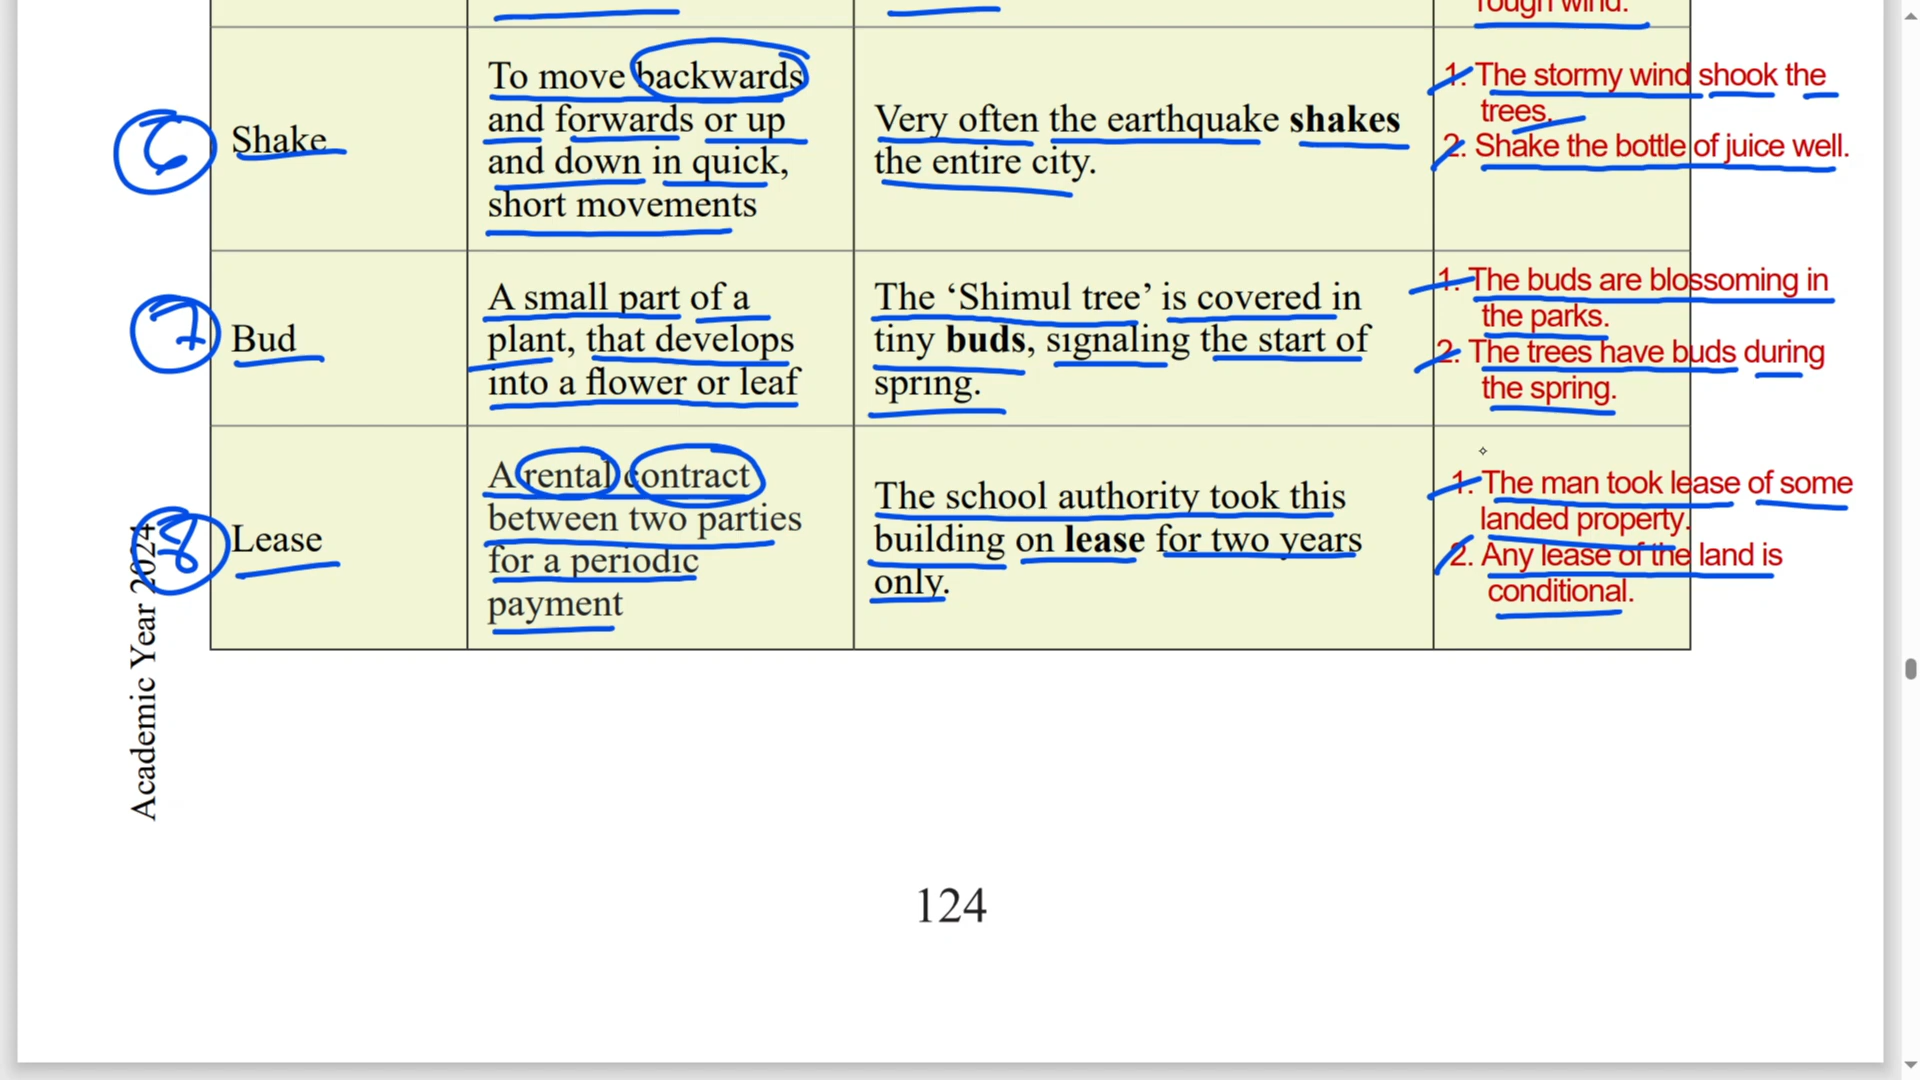 rough wind.
6
Shake
To move backwards
and forwards or up
and down in quick,
short movements
Very often the earthquake shakes
the entire city.
1. The stormy wind shook the
trees.
2. Shake the bottle of juice well.
7
Bud
A small part of a
plant, that develops
into a flower or leaf
The ‘Shimul tree’ is covered in
tiny buds, signaling the start of
spring.
1. The buds are blossoming in
the parks.
2. The trees have buds during
the spring.
8
Lease
A rental contract
between two parties
for a periodic
payment
The school authority took this
building on lease for two years
only.
1. The man took lease of some
landed property.
2. Any lease of the land is
conditional.
Academic Year 2024
124